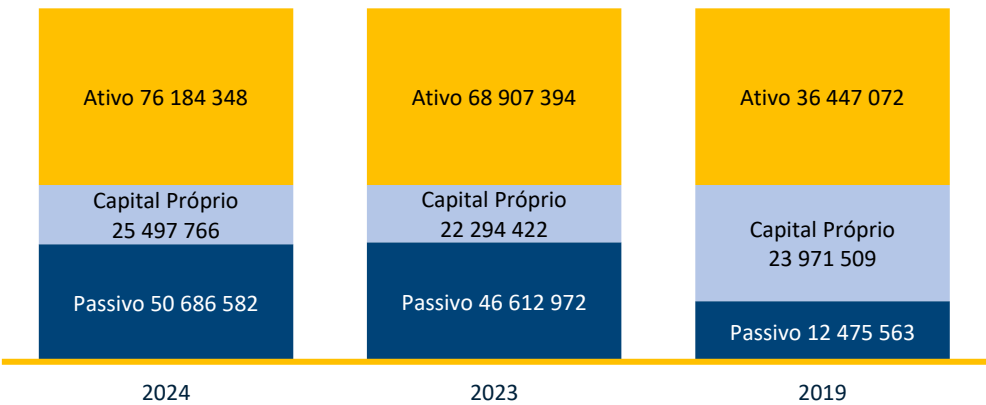 Ativo 76 184 348
Capital Próprio
25 497 766
Passivo 50 686 582
Ativo 68 907 394
Capital Próprio
22 294 422
Passivo 46 612 972
Ativo 36 447 072
Capital Próprio
23 971 509
Passivo 12 475 563
2024
2023
2019